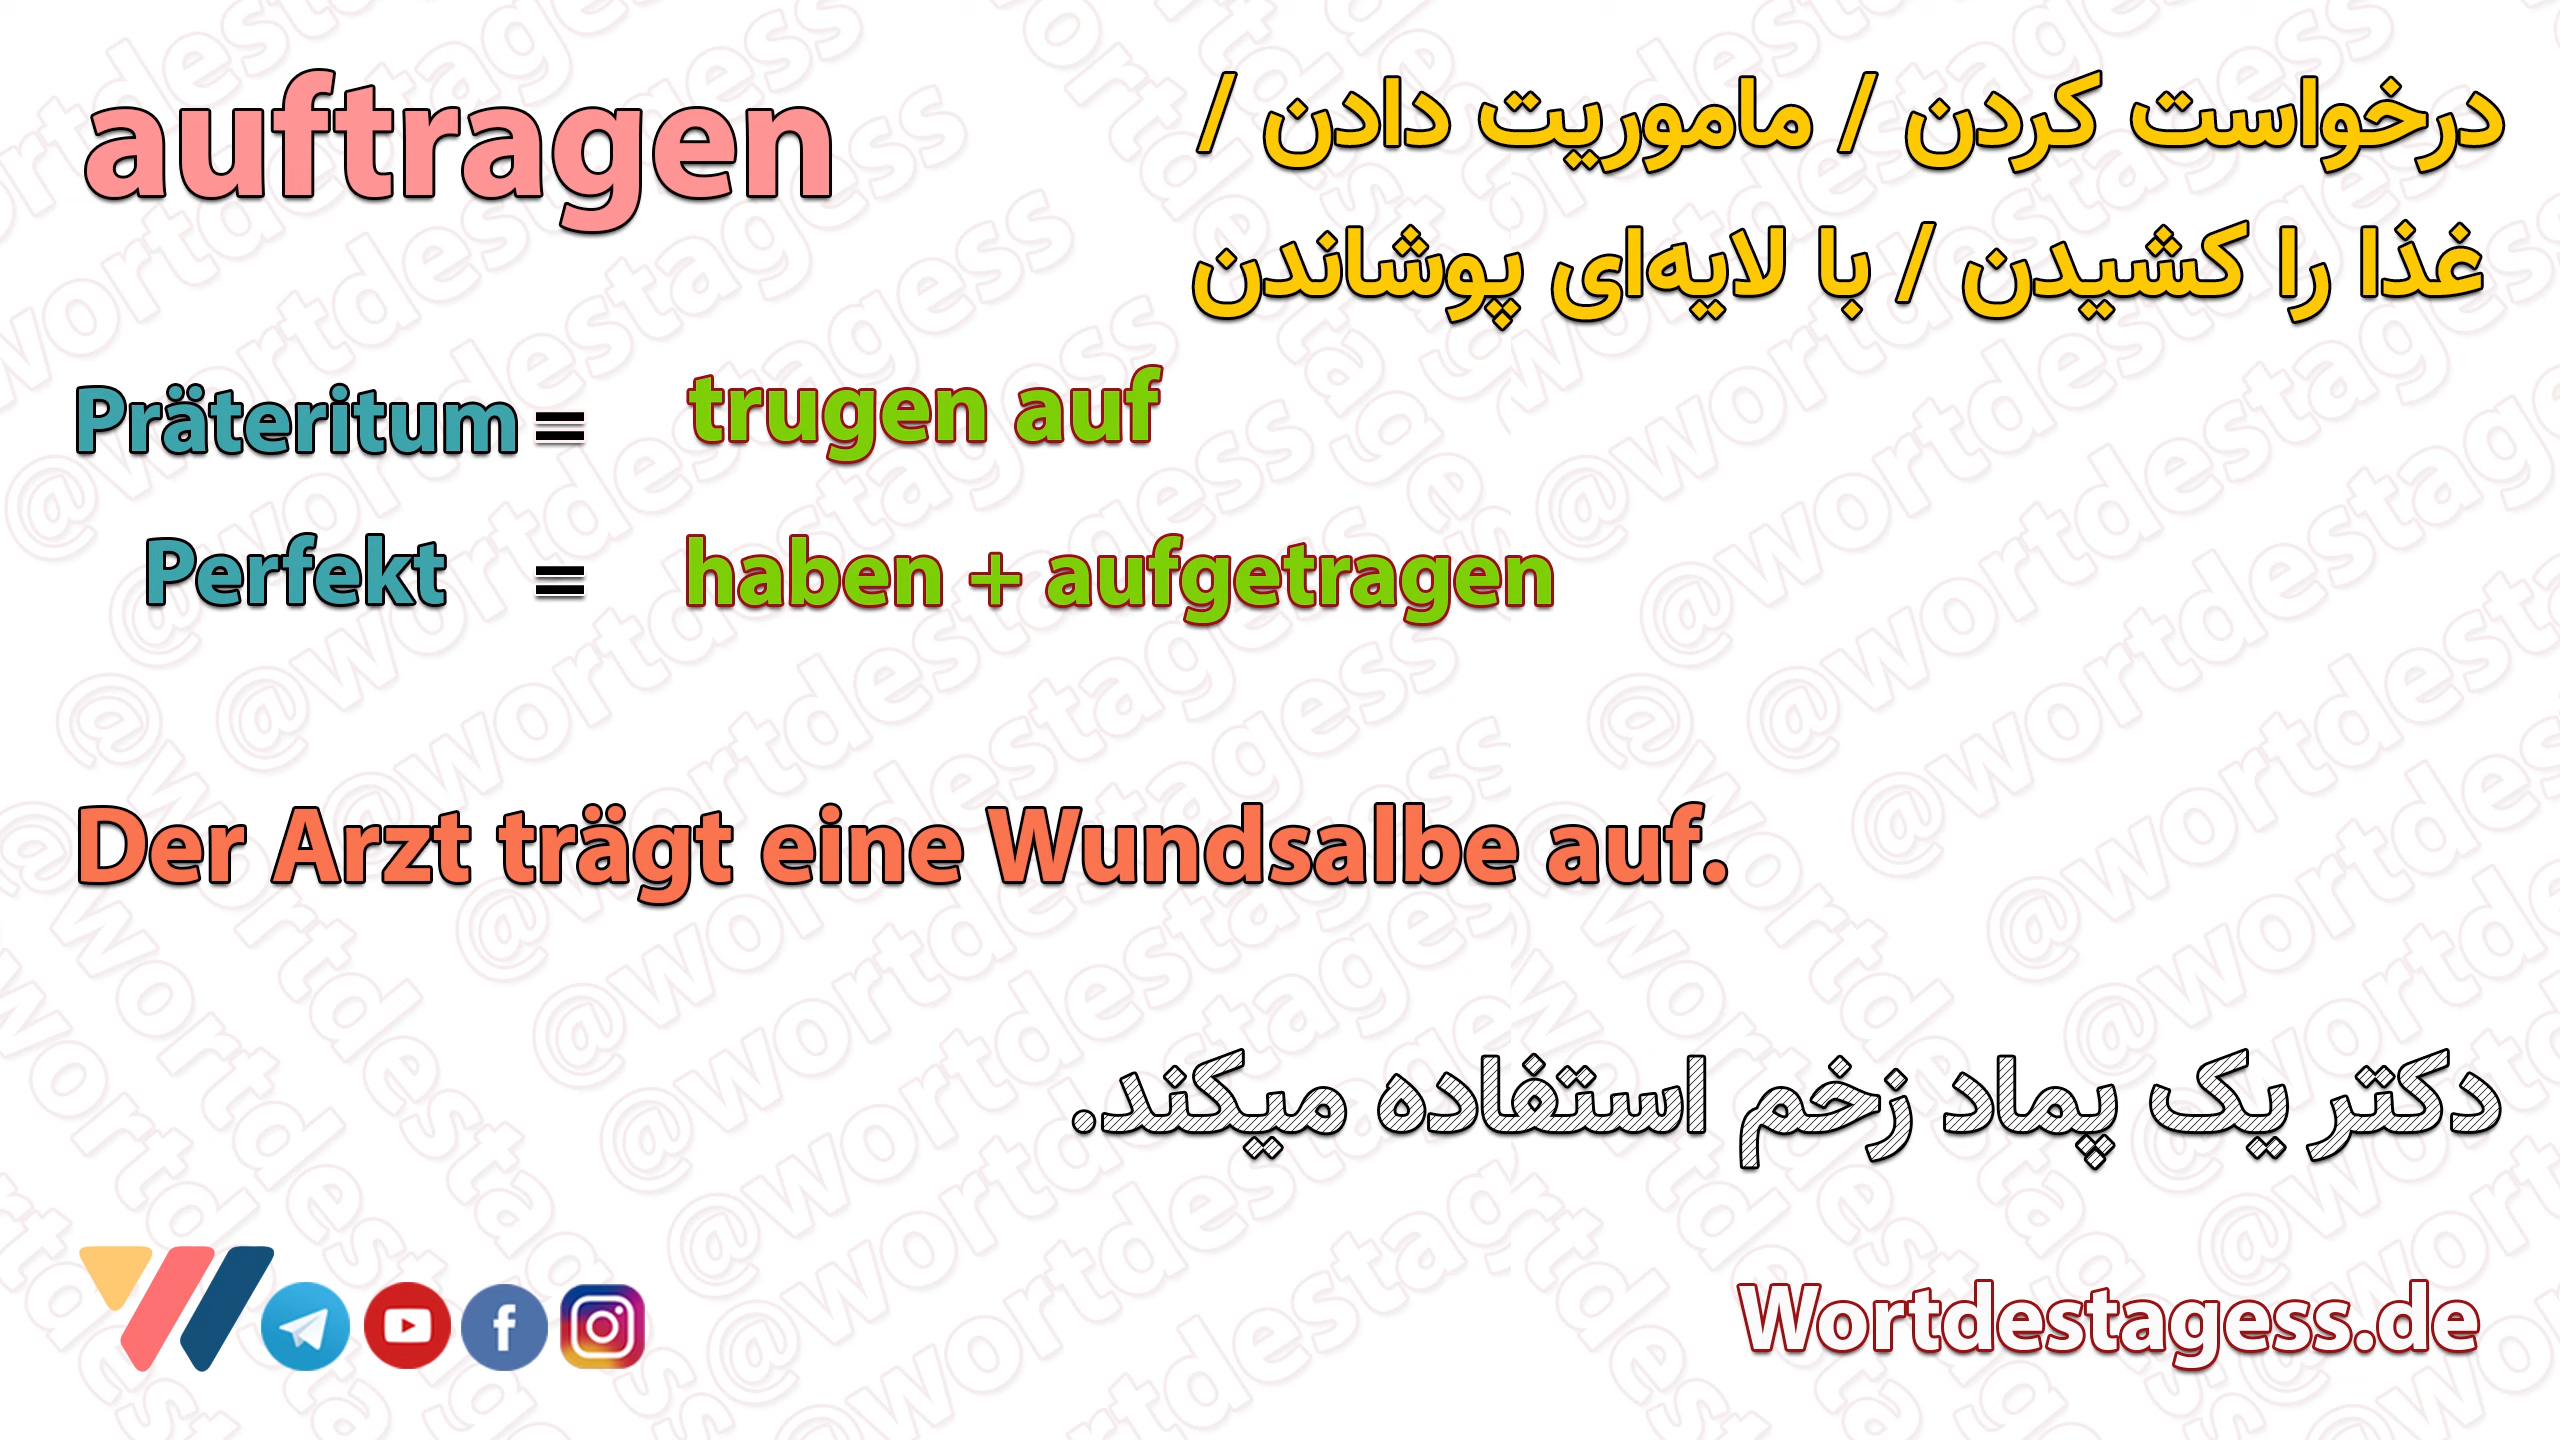 auftragen
درخواست کردن / ماموریت دادن /
غذا را کشیدن / با لایه‌ای پوشاندن
Präteritum = trugen auf
Perfekt = haben + aufgetragen
Der Arzt trägt eine Wundsalbe auf.
دکتر یک پماد زخم استفاده میکند.
Wordestagess.de
@wortdestagess